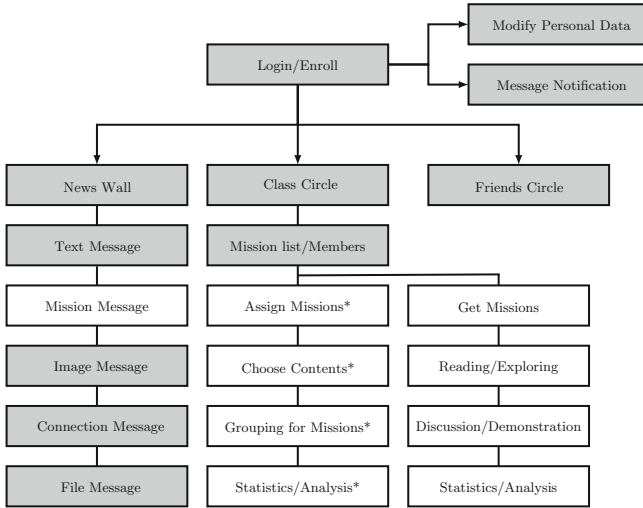 Modify Personal Data
Login/Enroll
Message Notification
News Wall
Class Circle
Friends Circle
Text Message
Mission list/Members
Mission Message
Assign Missions*
Get Missions
Image Message
Choose Contents*
Reading/Exploring
Connection Message
Grouping for Missions*
Discussion/Demonstration
File Message
Statistics/Analysis*
Statistics/Analysis